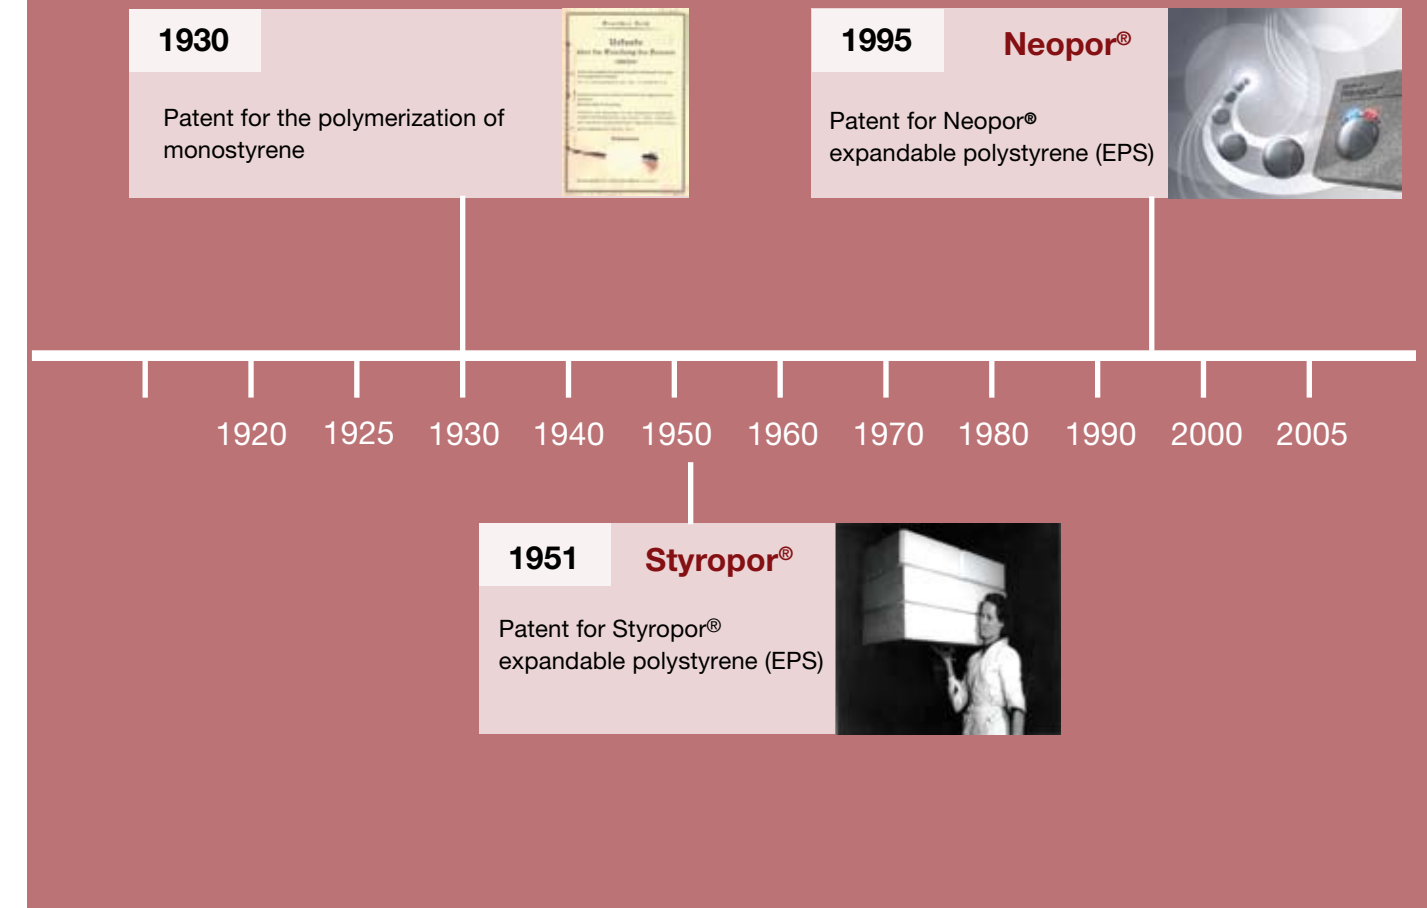 1930
Patent for the polymerization of
monostyrene
1995
Neopor®
Patent for Neopor®
expandable polystyrene (EPS)
1920 1925 1930 1940 1950 1960 1970 1980 1990 2000 2005
1951
Styropor®
Patent for Styropor®
expandable polystyrene (EPS)